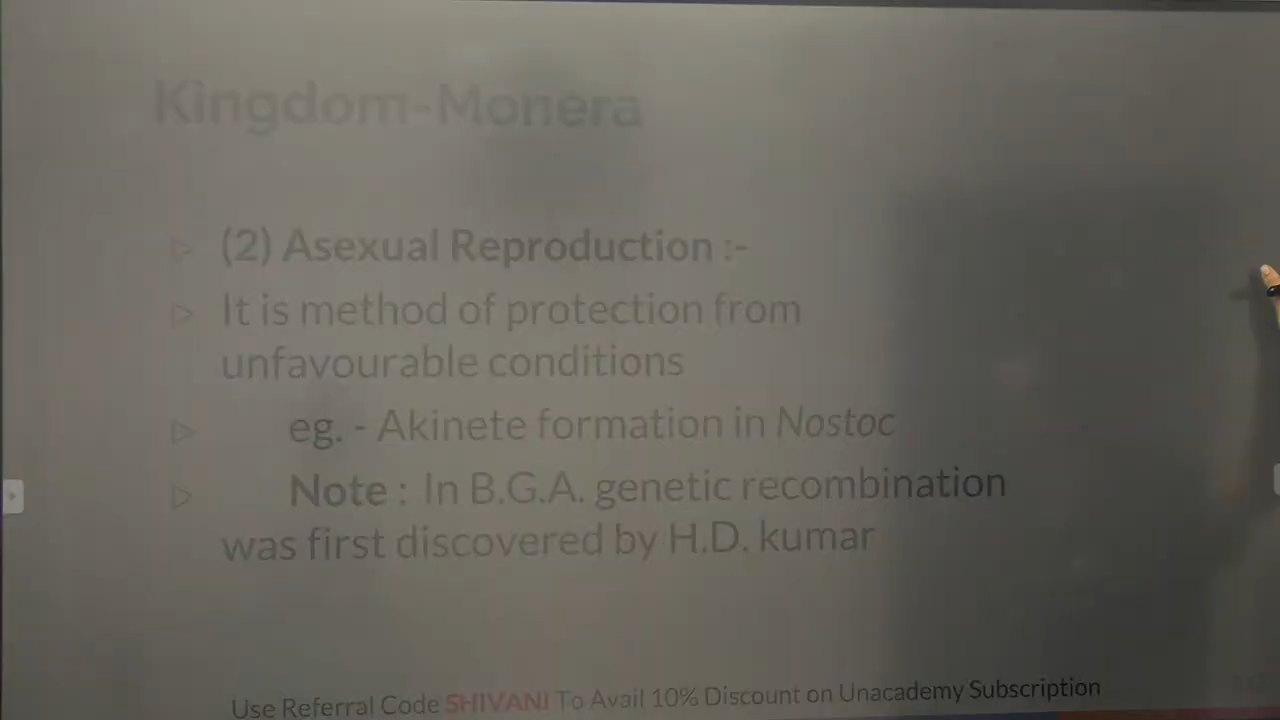 Kingdom-Monera
(2) Asexual Reproduction :-
It is method of protection from
unfavourable conditions
eg. - Akinete formation in Nostoc
Note : In B.G.A. genetic recombination
was first discovered by H.D. kumar
Use Referral Code SHIVANI To Avail 10% Discount on Unacademy Subscription